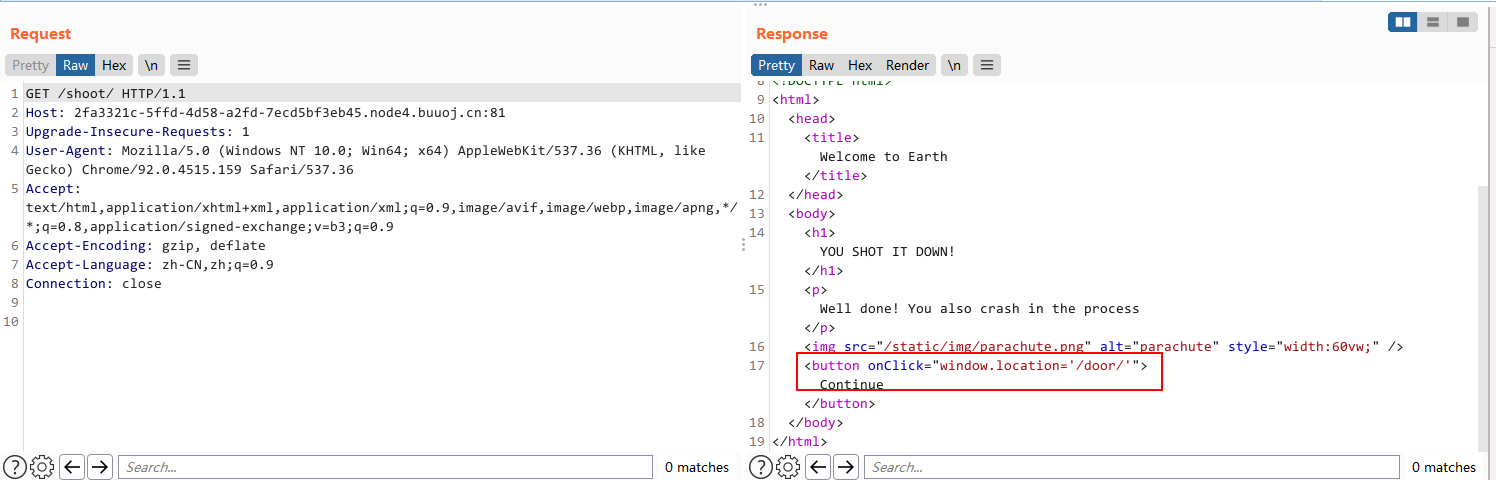 Request
Pretty Raw Hex \n
1 GET /shoot/ HTTP/1.1
2 Host: 2fa3321c-5ffd-4d58-a2fd-7ecd5bf3eb45.node4.buuoj.cn:81
3 Upgrade-Insecure-Requests: 1
4 User-Agent: Mozilla/5.0 (Windows NT 10.0; Win64; x64) AppleWebKit/537.36 (KHTML, like
Gecko) Chrome/92.0.4515.159 Safari/537.36
5 Accept:
text/html,application/xhtml+xml,application/xml;q=0.9,image/avif,image/webp,image/apng,*/
*;q=0.8,application/signed-exchange;v=b3;q=0.9
6 Accept-Encoding: gzip, deflate
7 Accept-Language: zh-CN,zh;q=0.9
8 Connection: close
9
10
? Search... 0 matches
Response
Pretty Raw Hex Render \n
8 <!DOCTYPE html>
9 <html>
10 <head>
11 <title>
Welcome to Earth
</title>
12 </head>
13 <body>
14 <h1>
YOU SHOT IT DOWN!
</h1>
15 <p>
Well done! You also crash in the process
</p>
16 <img src="/static/img/parachute.png" alt="parachute" style="width:60vw;" />
17 <button onClick="window.location='/door/'">
Continue
</button>
18 </body>
19 </html>
? Search... 0 matches